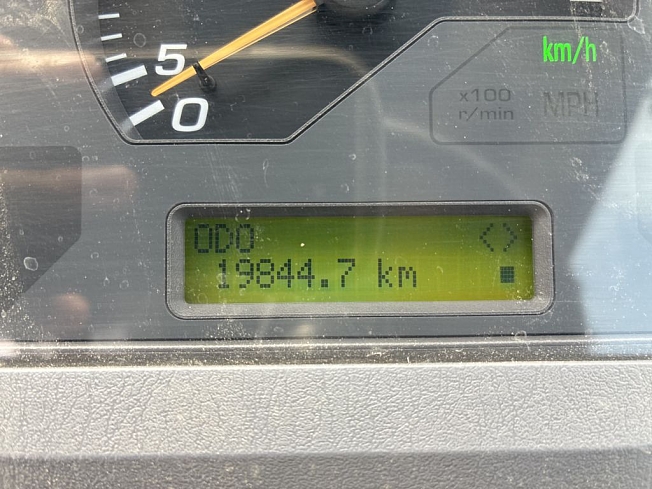 5
0
km/h
x100
r/min
MPH
ODO <>
19844.7 km